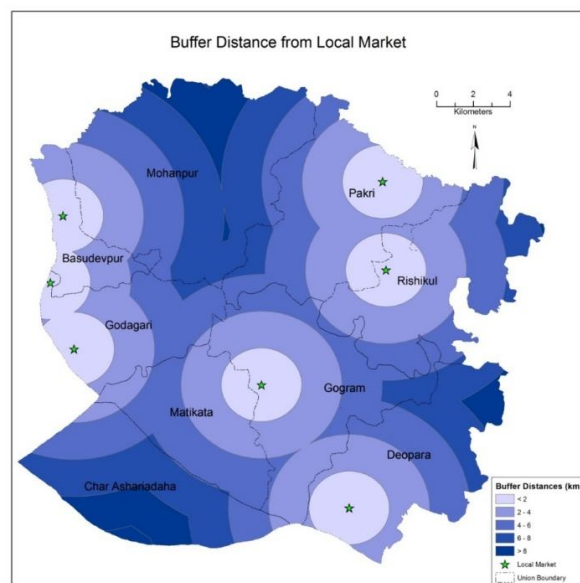 Buffer Distance from Local Market
0 2 4
Kilometers
N
Mohanpur
Pakri
Basudevpur
Rishikul
Godagari
Gogram
Matikata
Deopara
Char Ashariadaha
Buffer Distances (km)
< 2
2 - 4
4 - 6
6 - 8
> 8
Local Market
Union Boundary